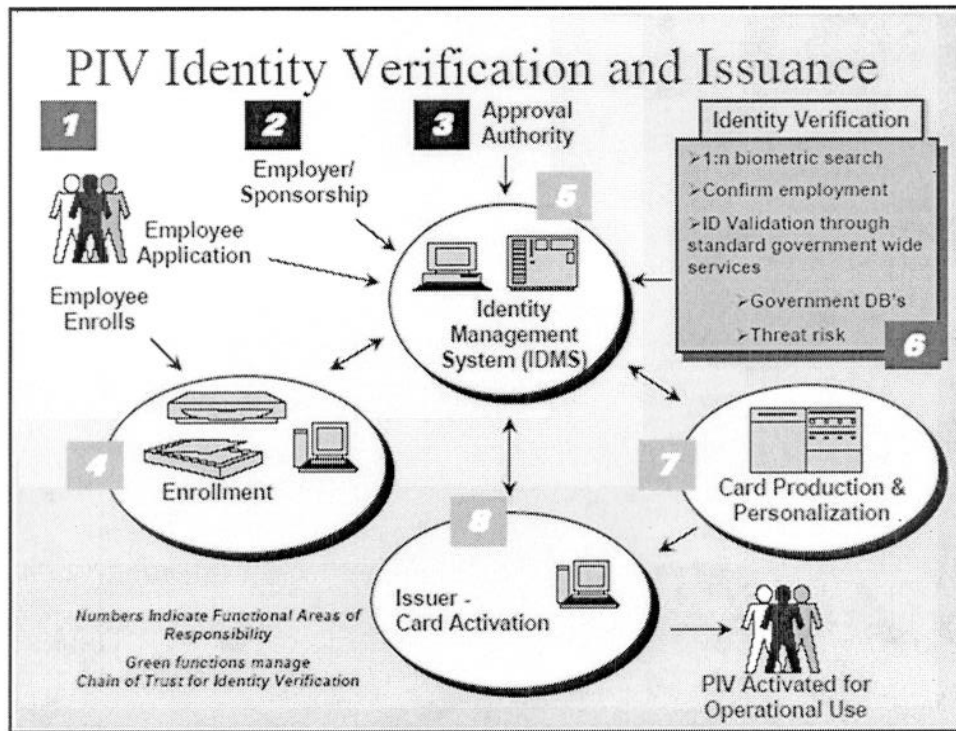 PIV Identity Verification and Issuance
1
2
3
Approval
Authority
Employer/
Sponsorship
Employee
Application
Employee
Enrolls
Identity Verification
➢1:n biometric search
➢Confirm employment
➢ID Validation through
standard government wide
services
➢Government DB's
➢Threat risk
6
5
Identity
Management
System (IDMS)
4
Enrollment
7
Card Production &
Personalization
8
Issuer -
Card Activation
Numbers Indicate Functional Areas of
Responsibility
Green functions manage
Chain of Trust for Identity Verification
PIV Activated for
Operational Use